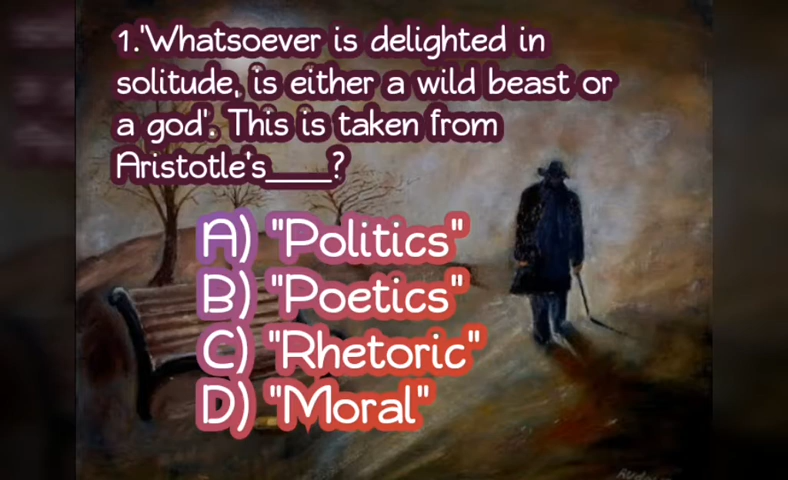 1.'Whatsoever is delighted in
solitude, is either a wild beast or
a god'. This is taken from
Aristotle's____?
A) "Politics"
B) "Poetics"
C) "Rhetoric"
D) "Moral"